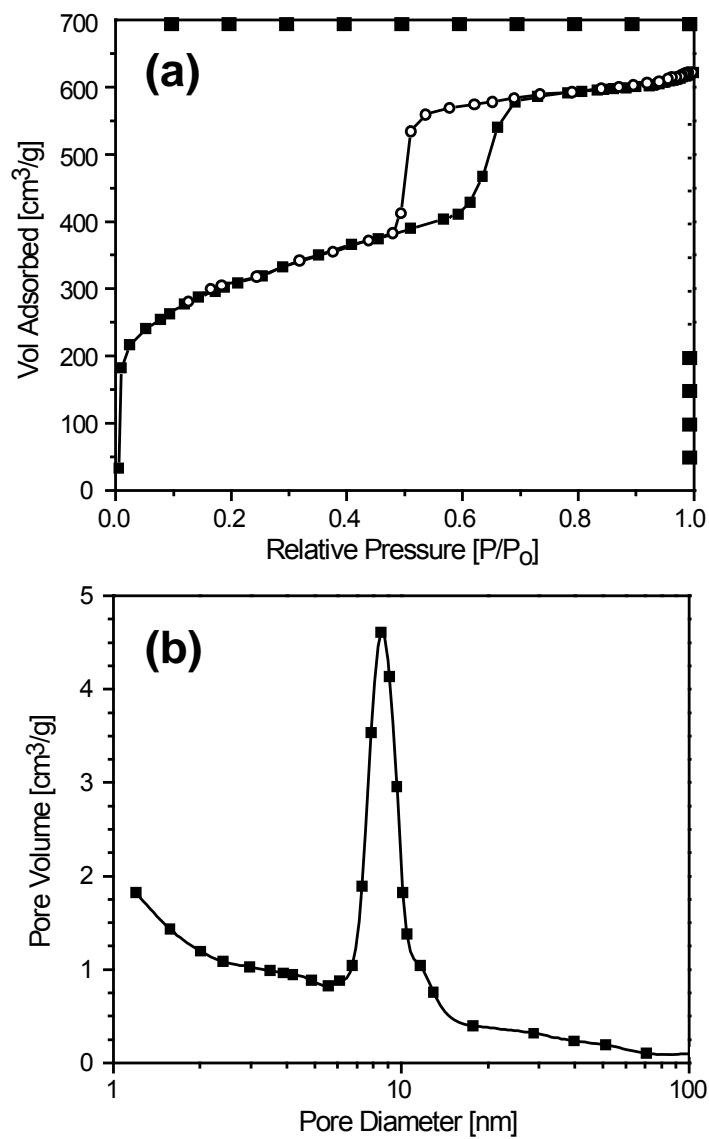 700
(a)
600
500
400
300
200
100
0
Vol Adsorbed [cm³/g]
0.0 0.2 0.4 0.6 0.8 1.0
Relative Pressure [P/Pₒ]
5
(b)
4
3
2
1
0
Pore Volume [cm³/g]
1 10 100
Pore Diameter [nm]